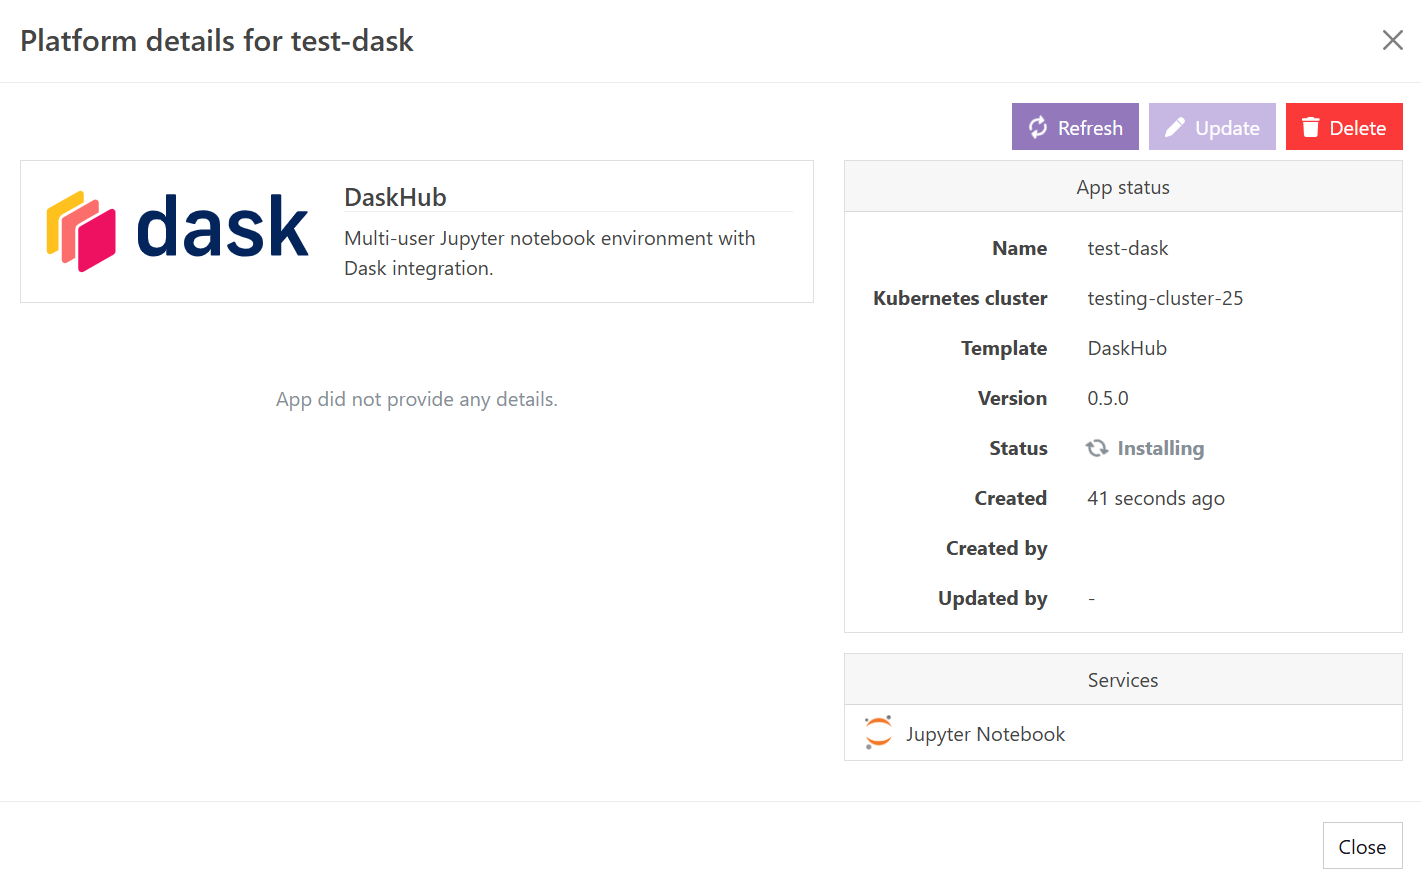 Platform details for test-dask
Refresh
Update
Delete
dask
DaskHub
Multi-user Jupyter notebook environment with
Dask integration.
App did not provide any details.
App status
Name test-dask
Kubernetes cluster testing-cluster-25
Template DaskHub
Version 0.5.0
Status Installing
Created 41 seconds ago
Created by
Updated by -
Services
Jupyter Notebook
Close